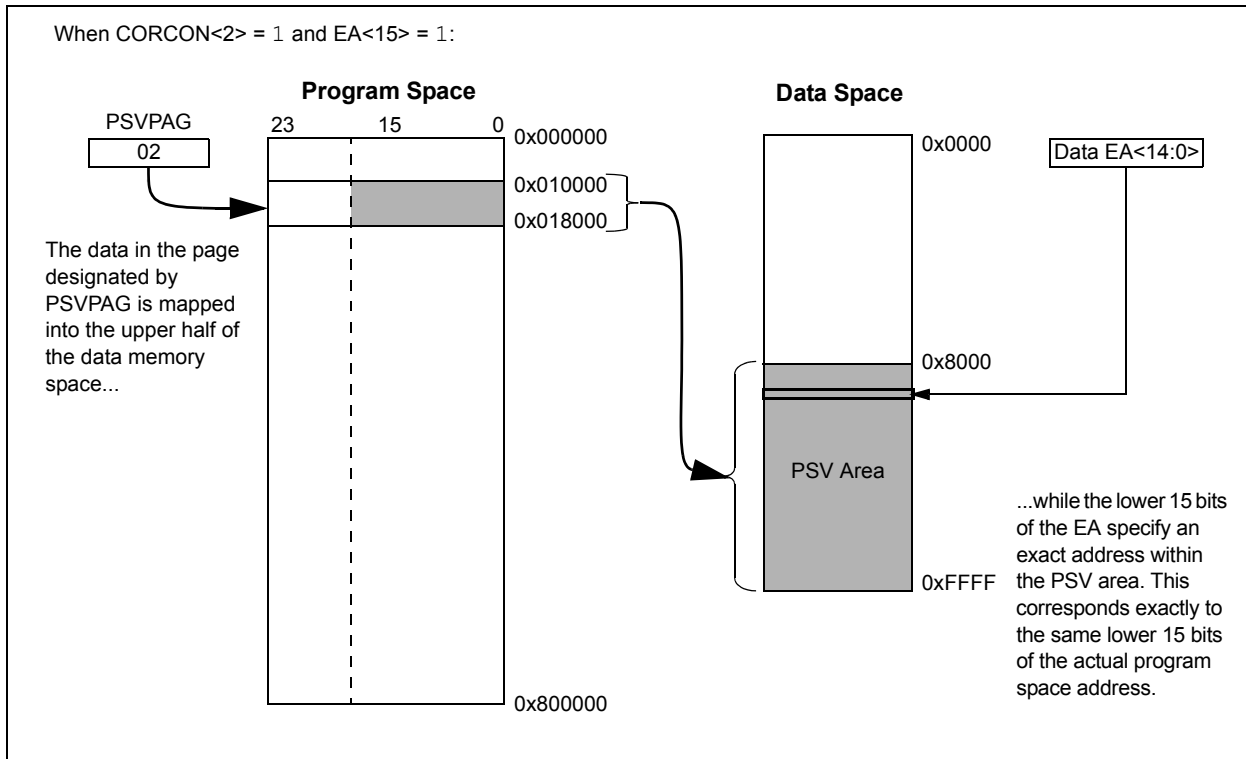 When CORCON<2> = 1 and EA<15> = 1:
Program Space
Data Space
PSVPAG
02
23 15 0
0x000000
0x010000
0x018000
0x800000
The data in the page
designated by
PSVPAG is mapped
into the upper half of
the data memory
space...
0x0000
0x8000
0xFFFF
PSV Area
Data EA<14:0>
...while the lower 15 bits
of the EA specify an
exact address within
the PSV area. This
corresponds exactly to
the same lower 15 bits
of the actual program
space address.